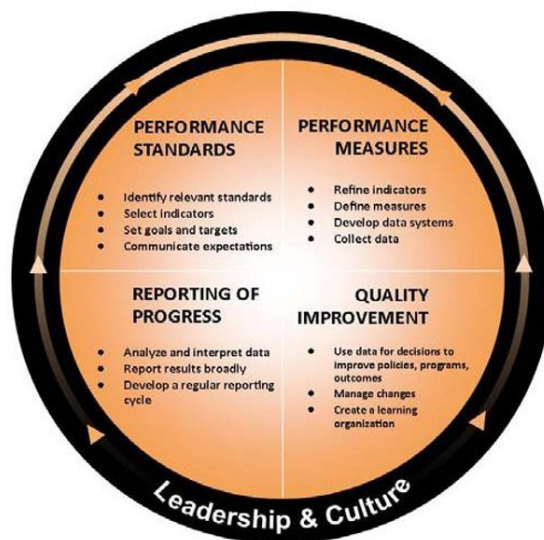 PERFORMANCE
STANDARDS
• Identify relevant standards
• Select indicators
• Set goals and targets
• Communicate expectations
PERFORMANCE
MEASURES
• Refine indicators
• Define measures
• Develop data systems
• Collect data
REPORTING OF
PROGRESS
• Analyze and interpret data
• Report results broadly
• Develop a regular reporting
cycle
QUALITY
IMPROVEMENT
• Use data for decisions to
improve policies, programs,
outcomes
• Manage changes
• Create a learning
organization
Leadership & Culture